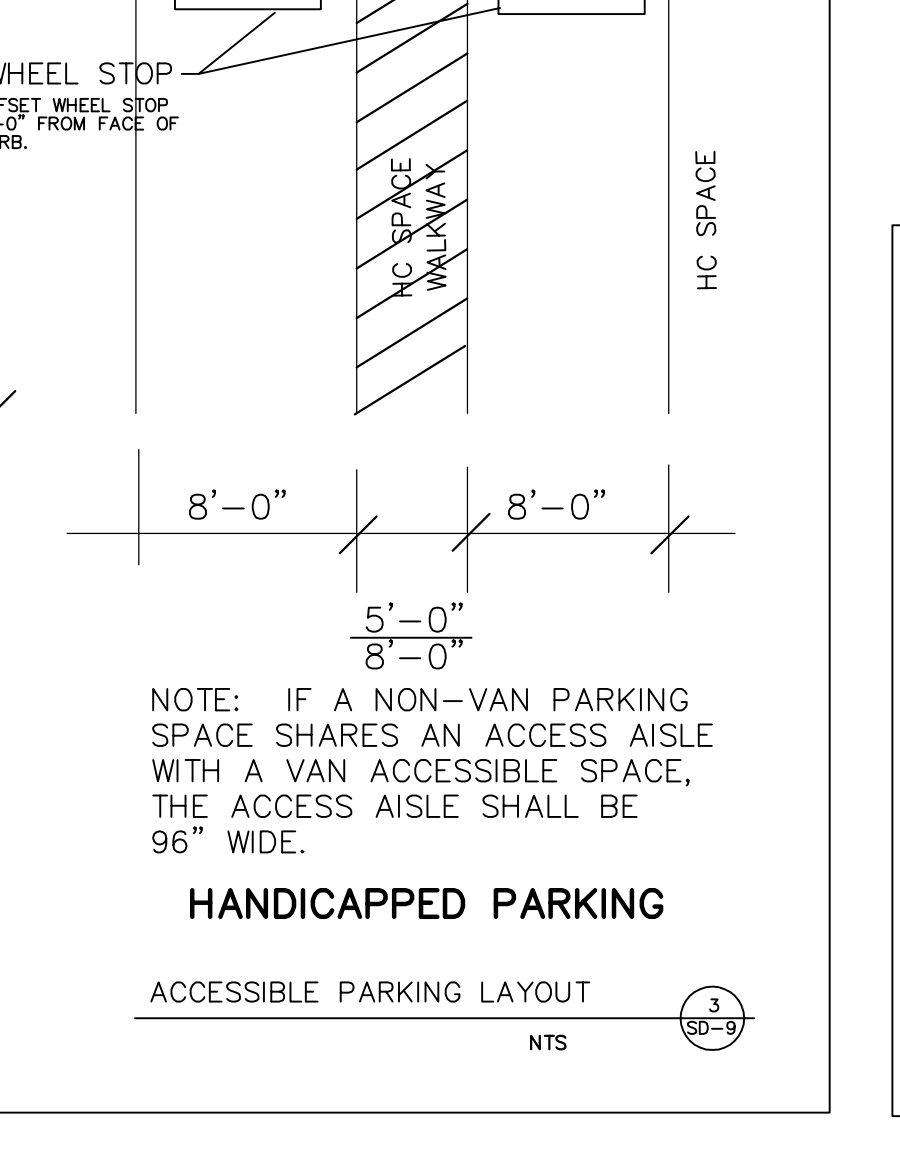 WHEEL STOP
FSET WHEEL STOP
-0" FROM FACE OF
RB.
HC SPACE
WALKWAY
HC SPACE
8'-0"
8'-0"
5'-0"
8'-0"
NOTE: IF A NON-VAN PARKING
SPACE SHARES AN ACCESS AISLE
WITH A VAN ACCESSIBLE SPACE,
THE ACCESS AISLE SHALL BE
96" WIDE.
HANDICAPPED PARKING
ACCESSIBLE PARKING LAYOUT
3
SD-9
NTS